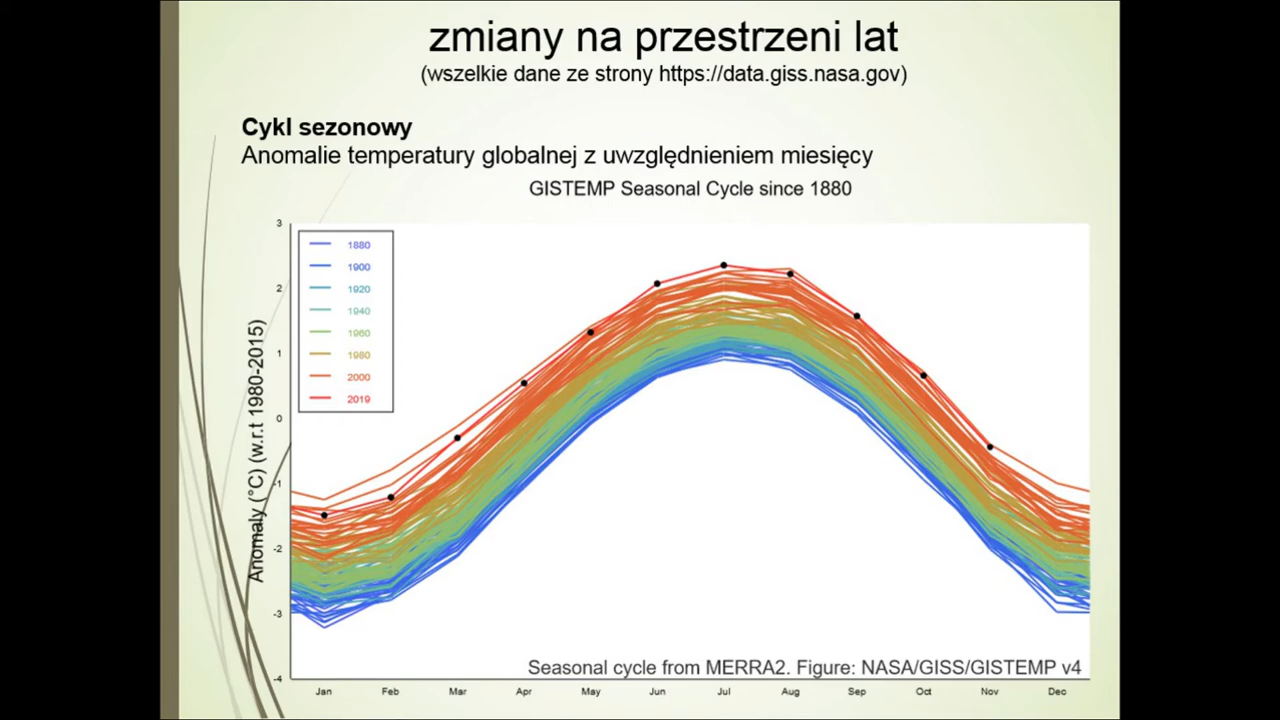 zmiany na przestrzeni lat
(wszelkie dane ze strony https://data.giss.nasa.gov)
Cykl sezonowy
Anomalie temperatury globalnej z uwzględnieniem miesięcy
GISTEMP Seasonal Cycle since 1880
Anomaly (°C) (w.r.t 1980-2015)
3
2
1
0
-1
-2
-3
-4
1880
1900
1920
1940
1960
1980
2000
2019
Seasonal cycle from MERRA2. Figure: NASA/GISS/GISTEMP v4
Jan Feb Mar Apr May Jun Jul Aug Sep Oct Nov Dec